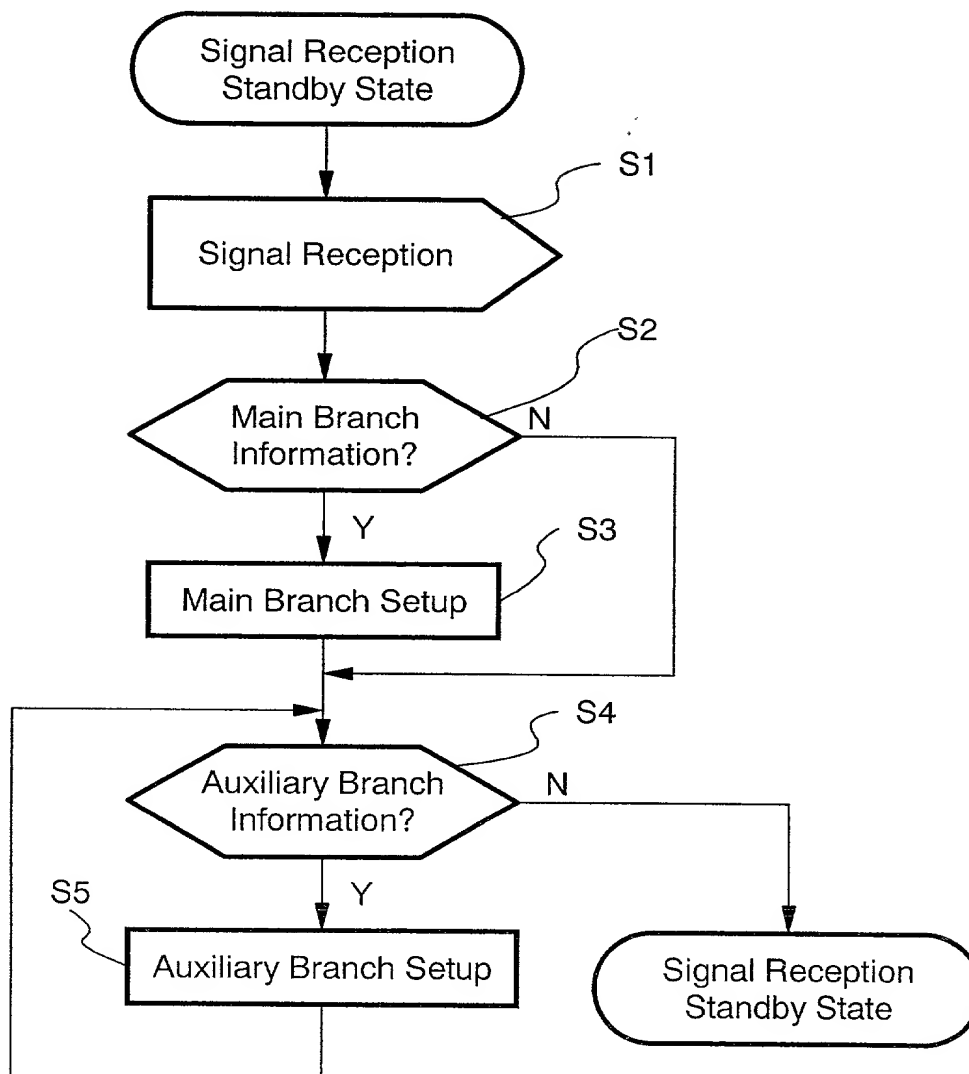 Signal Reception
Standby State
S1
Signal Reception
S2
Main Branch
Information?
N
Y
S3
Main Branch Setup
S4
Auxiliary Branch
Information?
N
Y
S5
Auxiliary Branch Setup
Signal Reception
Standby State